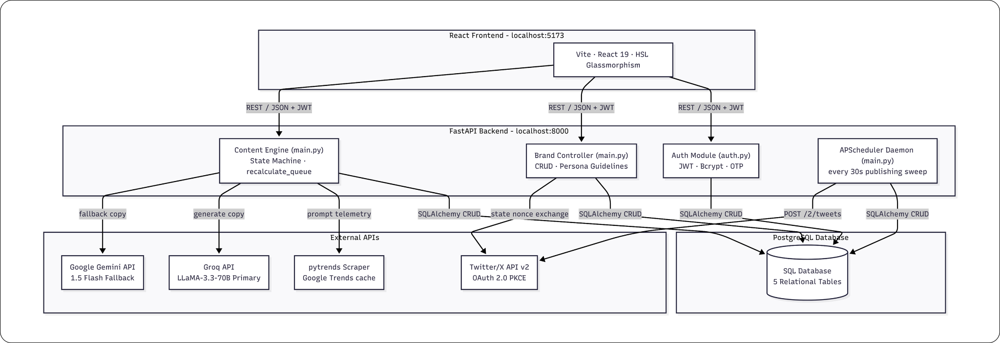 React Frontend - localhost:5173
Vite · React 19 · HSL
Glassmorphism
REST / JSON + JWT
REST / JSON + JWT
REST / JSON + JWT
FastAPI Backend - localhost:8000
Content Engine (main.py)
State Machine ·
recalculate_queue
Brand Controller (main.py)
CRUD · Persona Guidelines
Auth Module (auth.py)
JWT · Bcrypt · OTP
APScheduler Daemon
(main.py)
every 30s publishing sweep
fallback copy
generate copy
prompt telemetry
SQLAlchemy CRUD
state nonce exchange
SQLAlchemy CRUD
SQLAlchemy CRUD
POST /2/tweets
SQLAlchemy CRUD
External APIs
Google Gemini API
1.5 Flash Fallback
Groq API
LLaMA-3.3-70B Primary
pytrends Scraper
Google Trends cache
Twitter/X API v2
OAuth 2.0 PKCE
PostgreSQL Database
SQL Database
5 Relational Tables